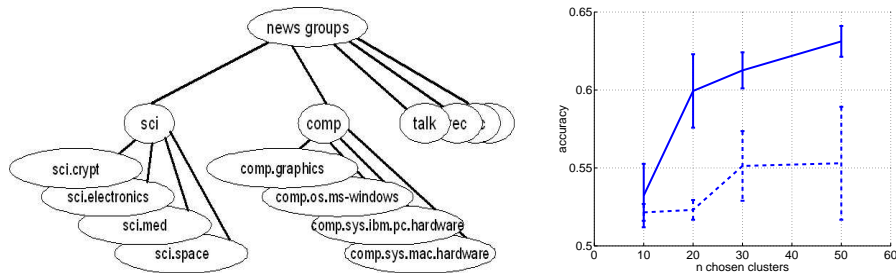 news groups
sci
comp
talk
rec
sci.crypt
sci.electronics
sci.med
sci.space
comp.graphics
comp.os.ms-windows
comp.sys.ibm.pc.hardware
comp.sys.mac.hardware
0.65
0.6
0.55
0.5
accuracy
0 10 20 30 40 50 60
n chosen clusters